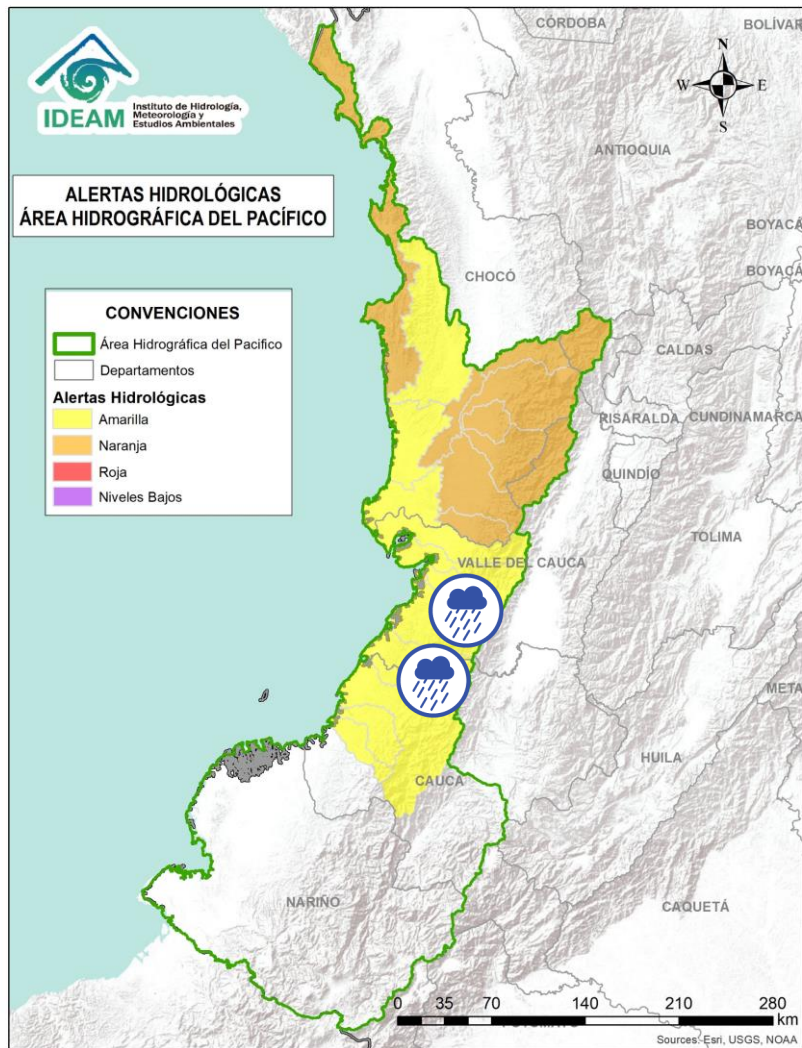 IDEAM
Instituto de Hidrología,
Meteorología y
Estudios Ambientales
ALERTAS HIDROLÓGICAS
ÁREA HIDROGRÁFICA DEL PACÍFICO
CONVENCIONES
Área Hidrográfica del Pacifico
Departamentos
Alertas Hidrológicas
Amarilla
Naranja
Roja
Niveles Bajos
N
W
E
S
CÓRDOBA
BOLÍVAR
ANTIOQUIA
BOYACÁ
BOYACÁ
CHOCÓ
CALDAS
RISARALDA
CUNDINAMARCA
QUINDÍO
TOLIMA
VALLE DEL CAUCA
META
HUILA
CAUCA
NARIÑO
CAQUETÁ
0 35 70 140 210 280
km
Sources: Esri, USGS, NOAA